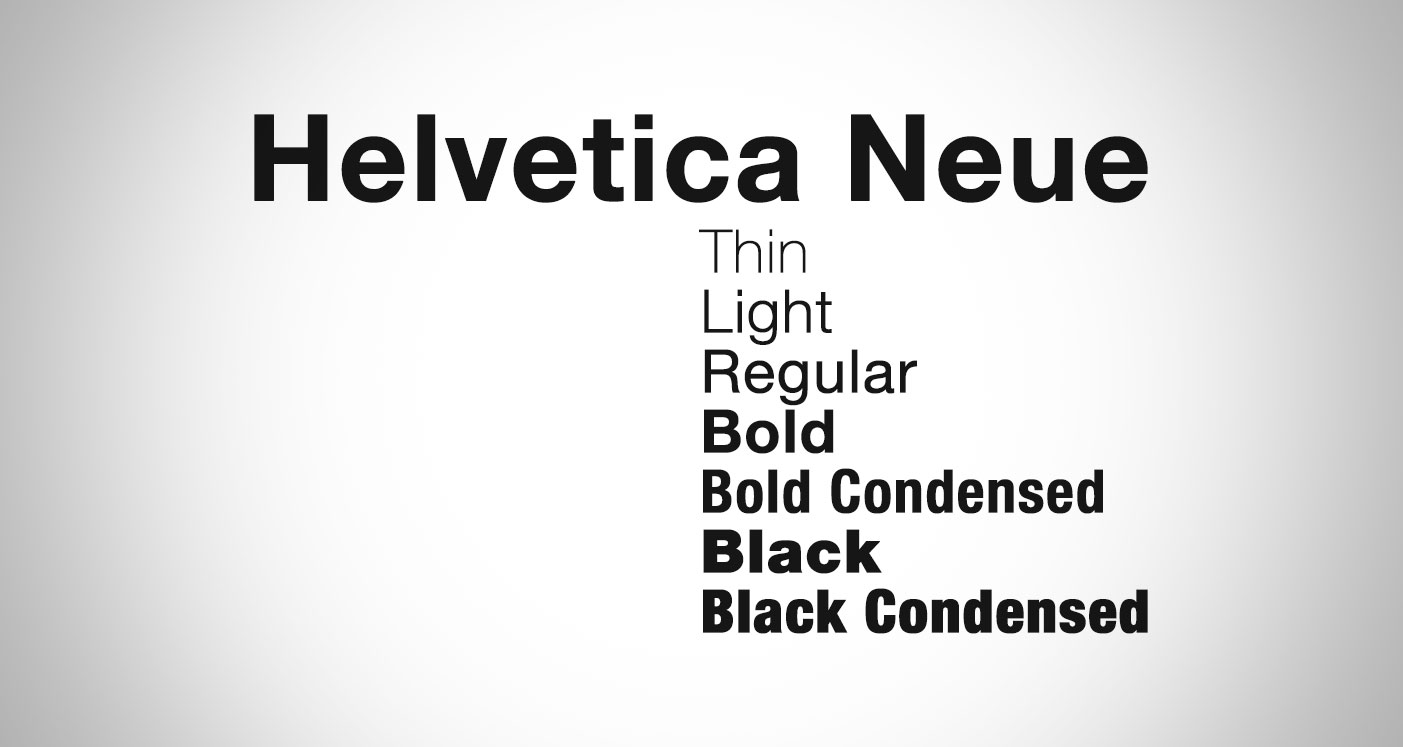 Helvetica Neue
Thin
Light
Regular
Bold
Bold Condensed
Black
Black Condensed